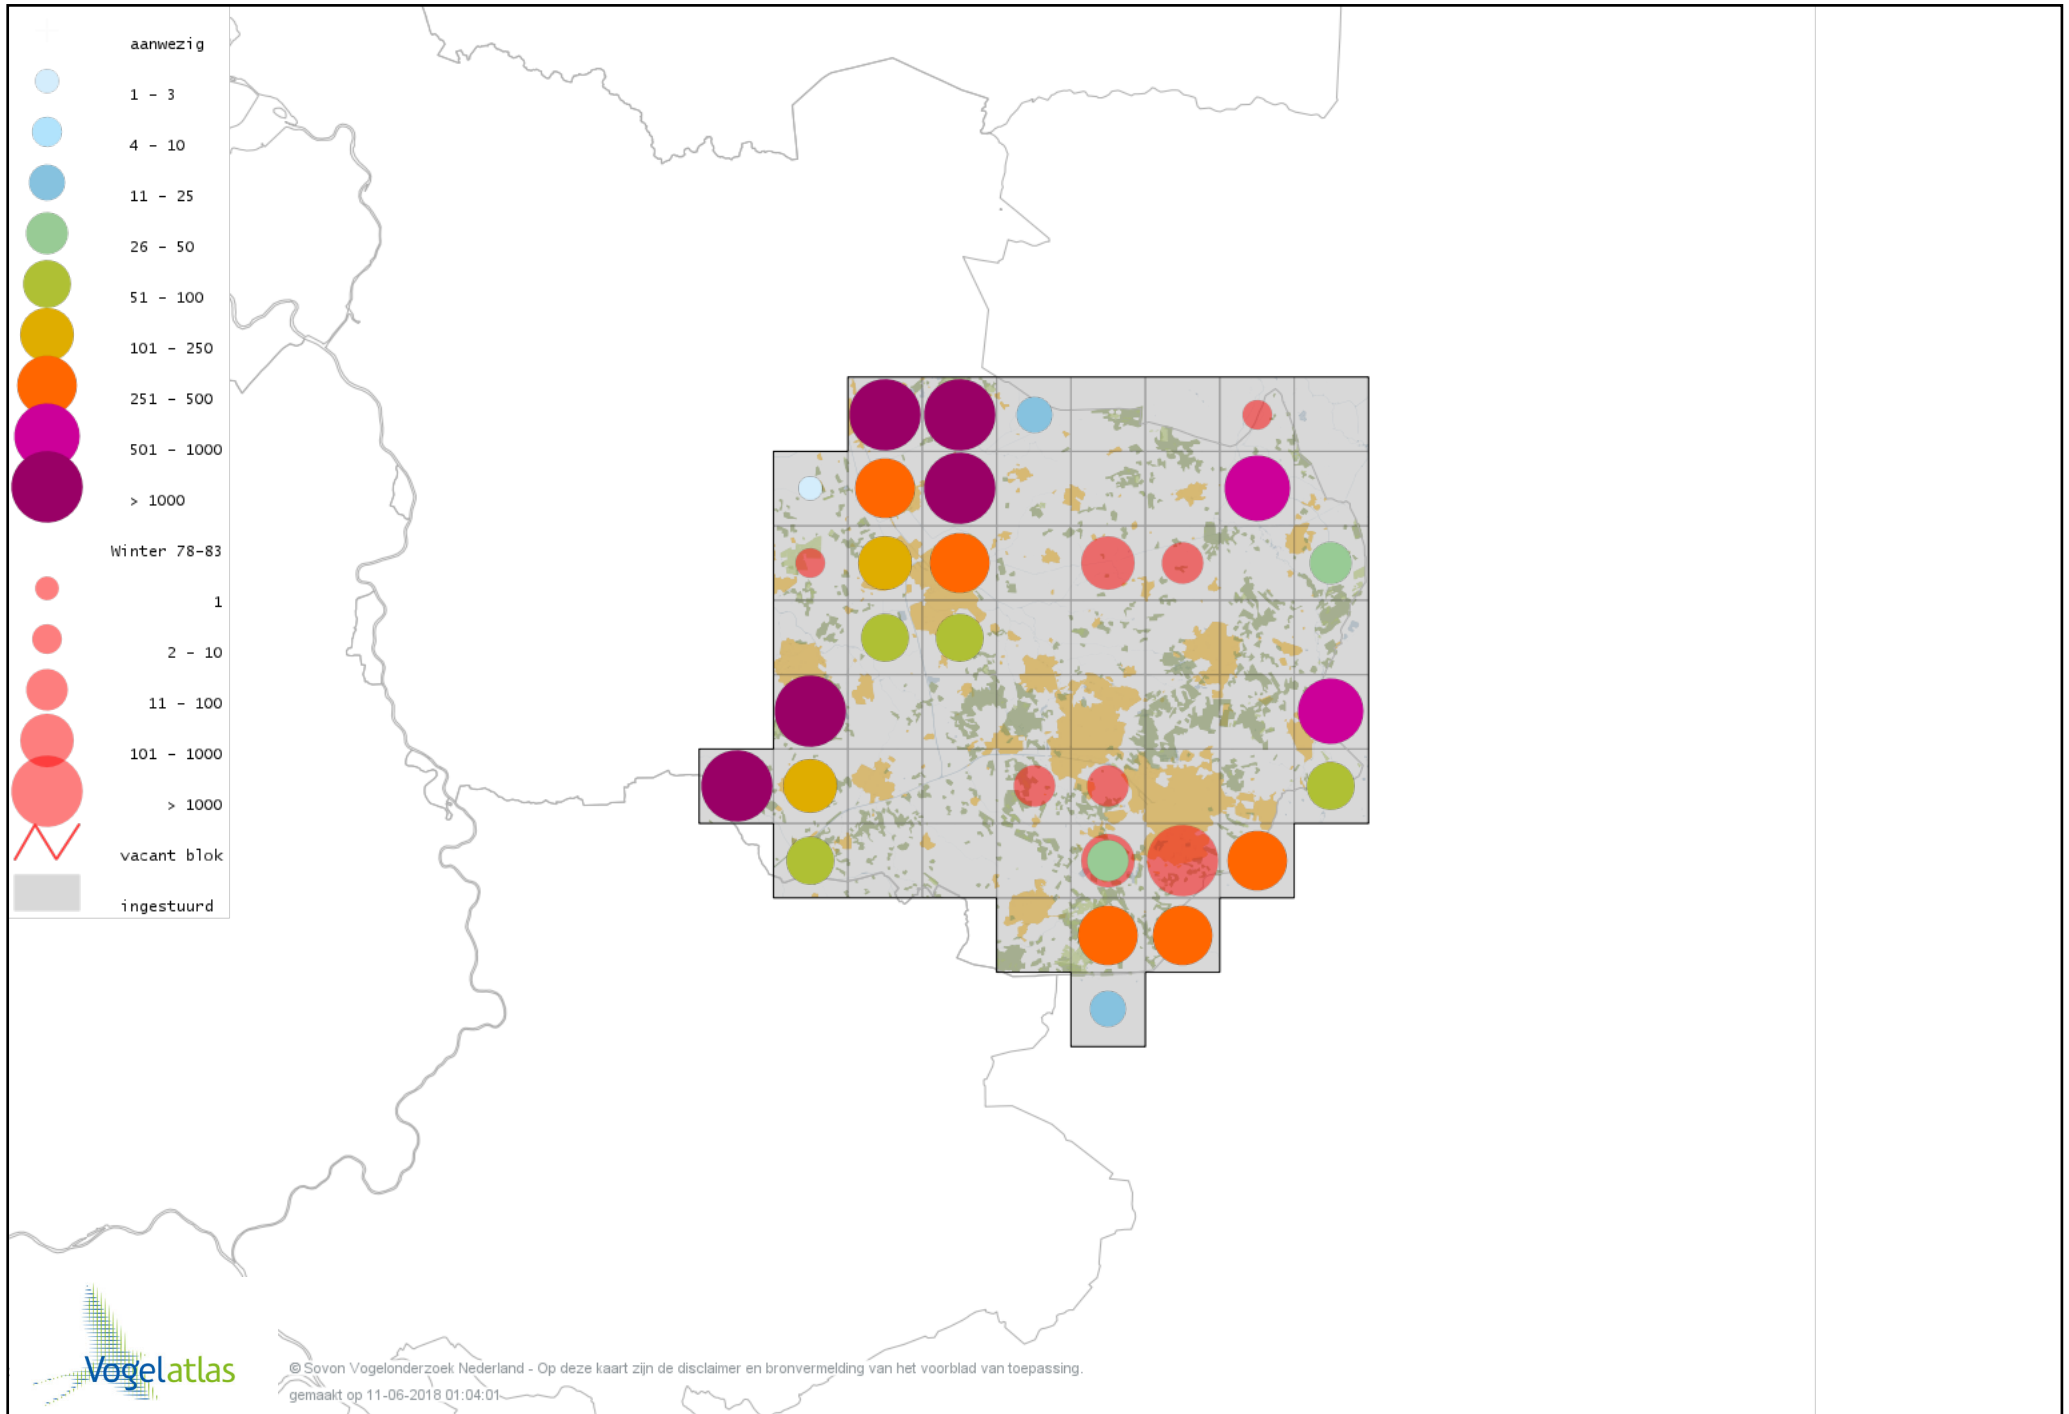 aanwezig
1 - 3
4 - 10
11 - 25
26 - 50
51 - 100
101 - 250
251 - 500
501 - 1000
> 1000
Winter 78-83
1
2 - 10
11 - 100
101 - 1000
> 1000
vacant blok
ingestuurd
Vogelatlas
© Sovon Vogelonderzoek Nederland - Op deze kaart zijn de disclaimer en bronvermelding van het voorblad van toepassing.
gemaakt op 11-06-2018 01:04:01